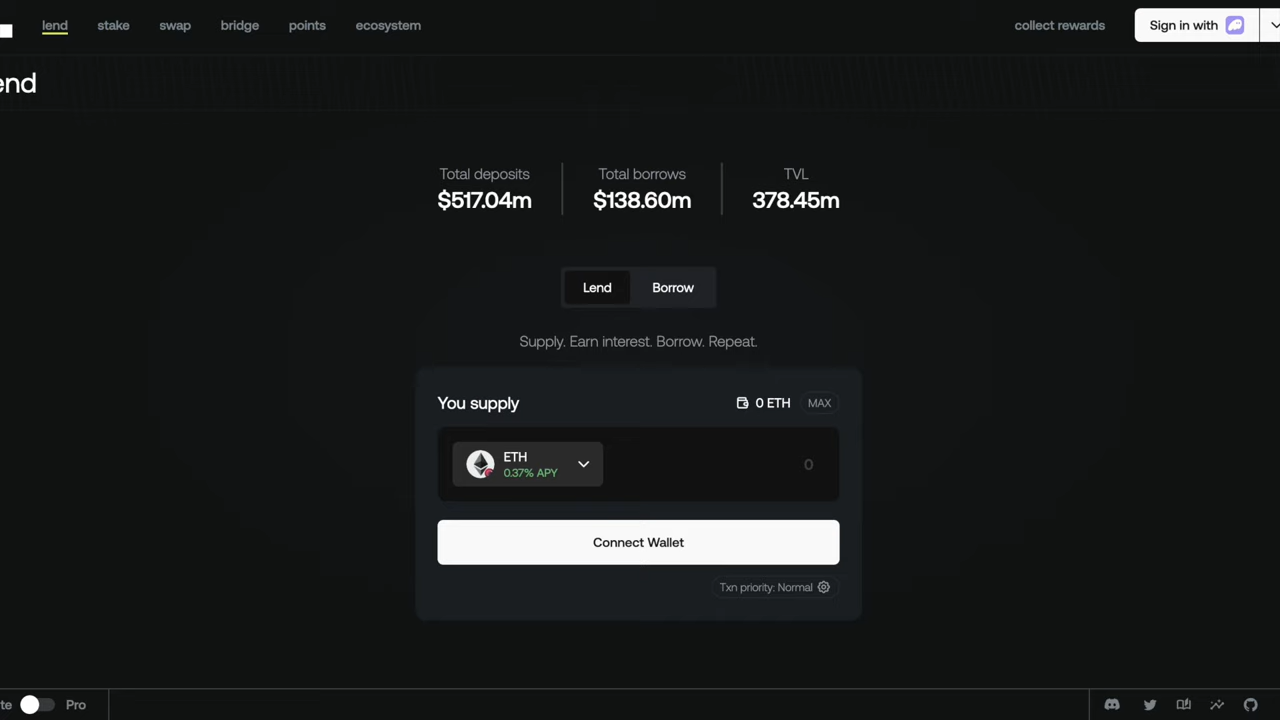 lend stake swap bridge points ecosystem collect rewards Sign in with
end
Total deposits Total borrows TVL
$517.04m $138.60m 378.45m
Lend Borrow
Supply. Earn interest. Borrow. Repeat.
You supply 0 ETH MAX
ETH
0.37% APY
0
Connect Wallet
Txn priority: Normal
te Pro